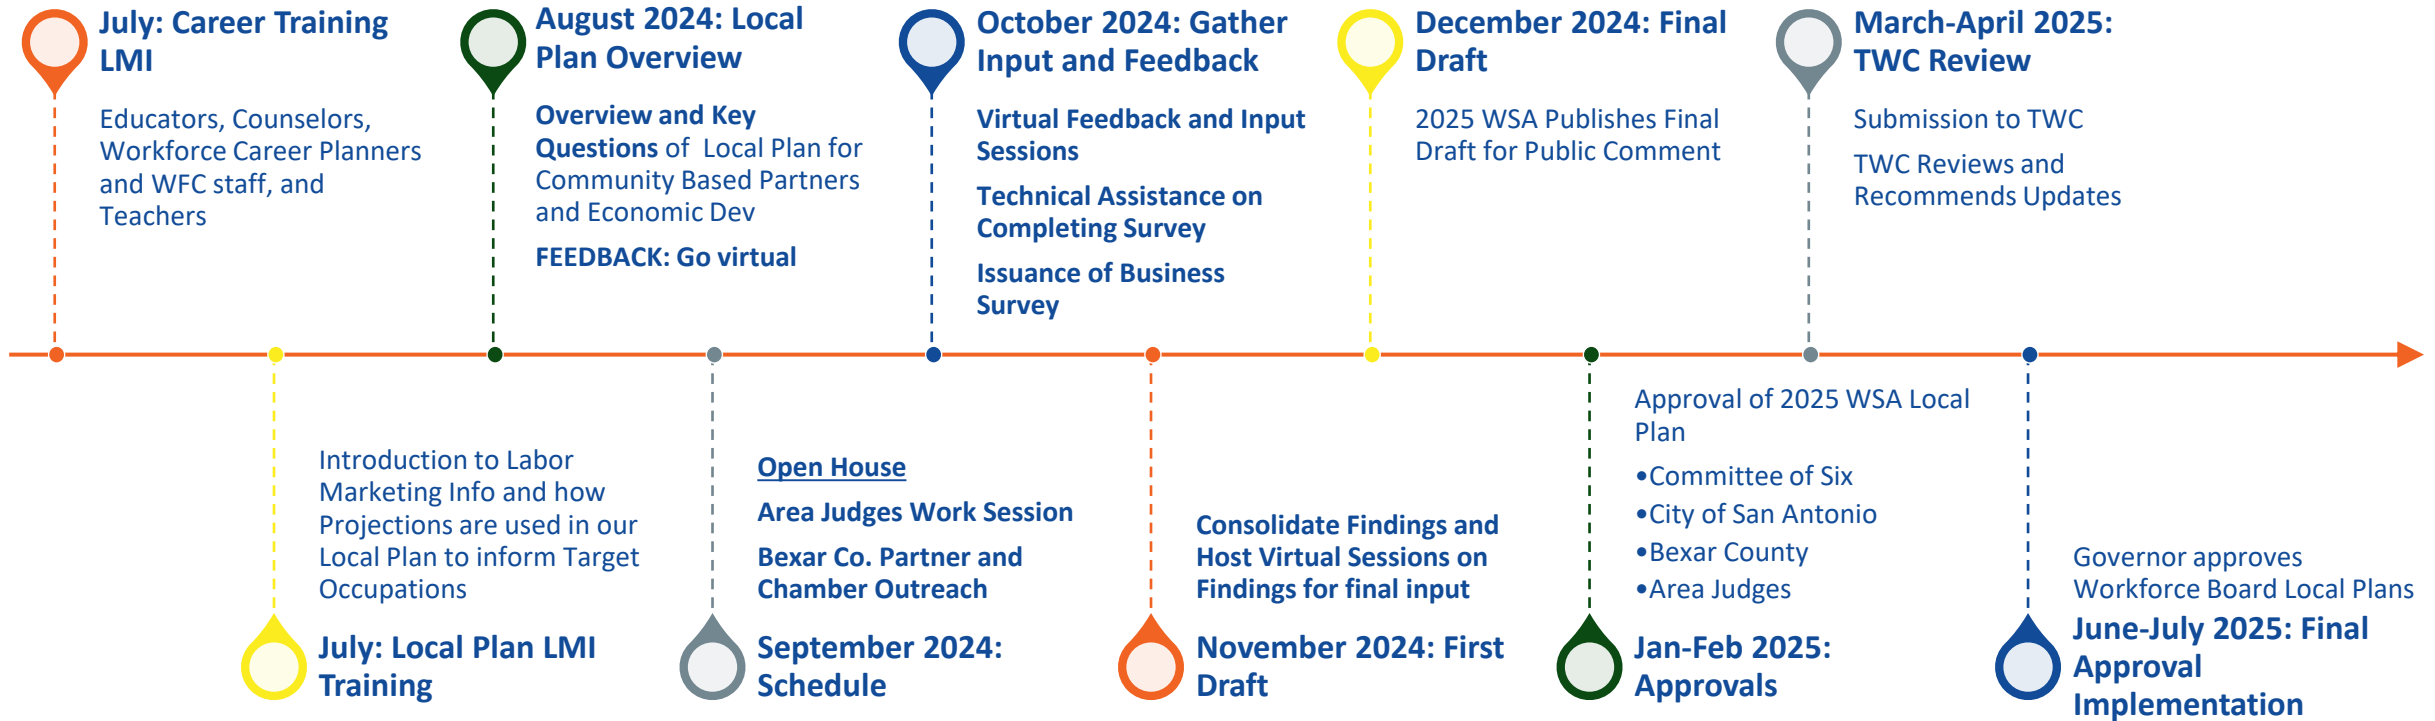 July: Career Training
LMI
Educators, Counselors,
Workforce Career Planners
and WFC staff, and
Teachers
August 2024: Local
Plan Overview
Overview and Key
Questions of Local Plan for
Community Based Partners
and Economic Dev
FEEDBACK: Go virtual
October 2024: Gather
Input and Feedback
Virtual Feedback and Input
Sessions
Technical Assistance on
Completing Survey
Issuance of Business
Survey
December 2024: Final
Draft
2025 WSA Publishes Final
Draft for Public Comment
March-April 2025:
TWC Review
Submission to TWC
TWC Reviews and
Recommends Updates
Introduction to Labor
Marketing Info and how
Projections are used in our
Local Plan to inform Target
Occupations
July: Local Plan LMI
Training
Open House
Area Judges Work Session
Bexar Co. Partner and
Chamber Outreach
September 2024:
Schedule
Consolidate Findings and
Host Virtual Sessions on
Findings for final input
November 2024: First
Draft
Approval of 2025 WSA Local
Plan
•Committee of Six
•City of San Antonio
•Bexar County
•Area Judges
Jan-Feb 2025:
Approvals
Governor approves
Workforce Board Local Plans
June-July 2025: Final
Approval
Implementation